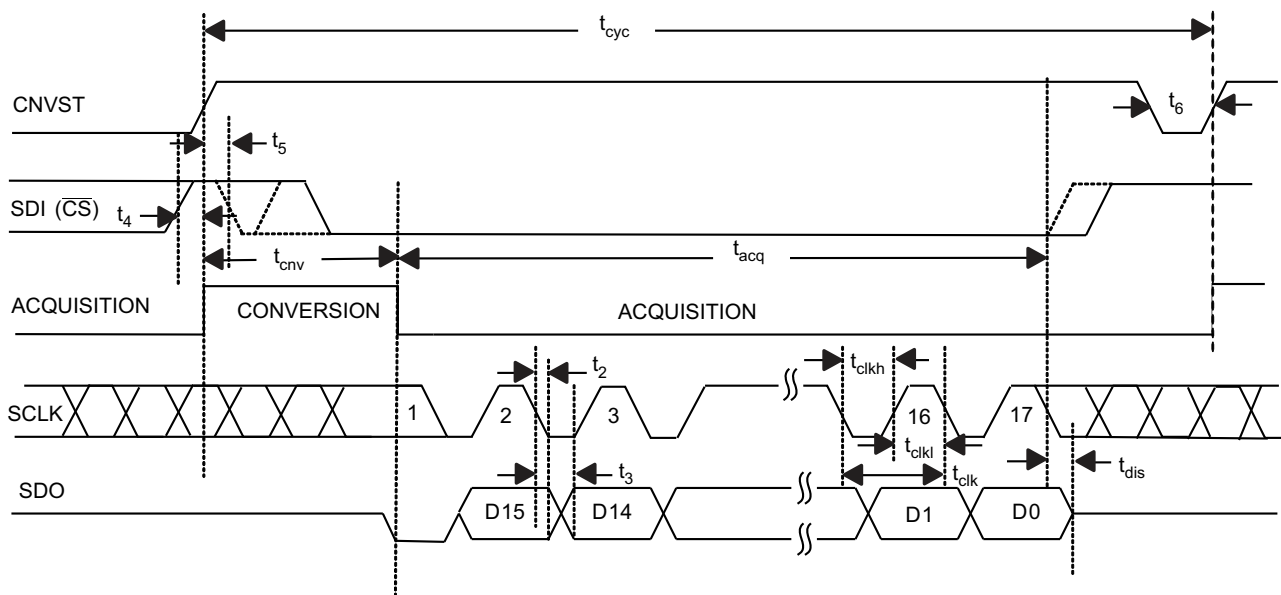 tcyc
CNVST
t6
t5
SDI (CS)
t4
tcnv
tacq
ACQUISITION
CONVERSION
ACQUISITION
t2
tclkh
SCLK
1
2
3
16
17
tclkl
t3
tclk
tdis
SDO
D15
D14
D1
D0